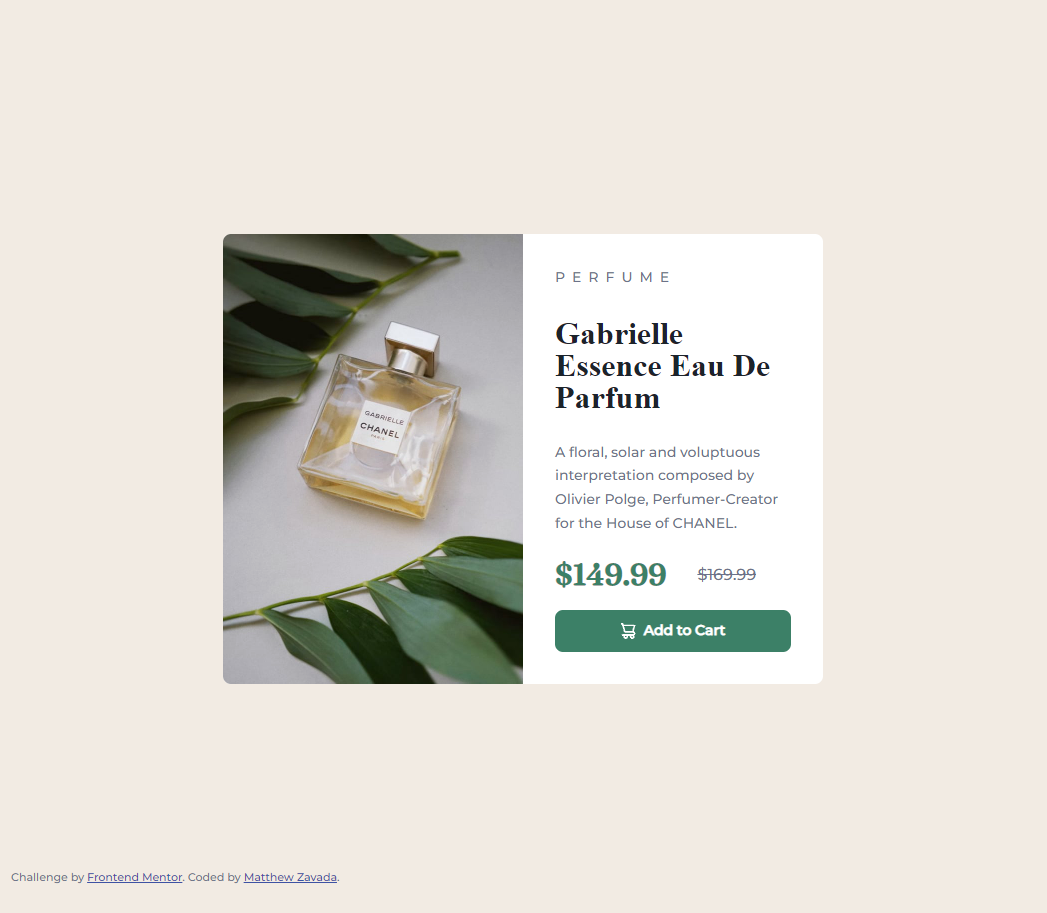 PERFUME
Gabrielle
Essence Eau De
Parfum
GABRIELLE
CHANEL
PARIS
A floral, solar and voluptuous
interpretation composed by
Olivier Polge, Perfumer-Creator
for the House of CHANEL.
$149.99 $169.99
Add to Cart
Challenge by Frontend Mentor. Coded by Matthew Zavada.